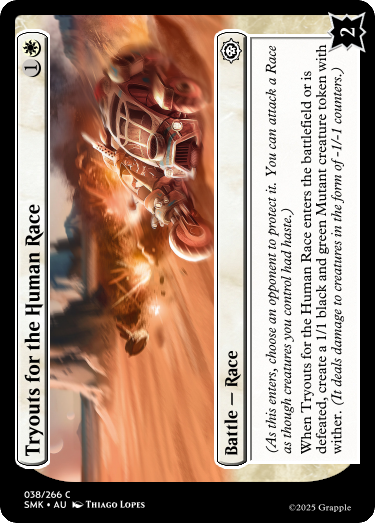 Tryouts for the Human Race
1
Battle — Race
(As this enters, choose an opponent to protect it. You can attack a Race
as though creatures you control had haste.)
When Tryouts for the Human Race enters the battlefield or is
defeated, create a 1/1 black and green Mutant creature token with
wither. (It deals damage to creatures in the form of -1/-1 counters.)
2
038/266 C
SMK • AU Thiago Lopes
©2025 Grapple